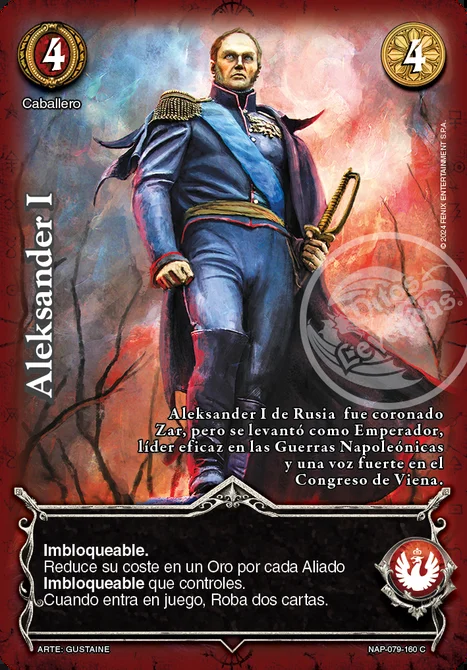 4
4
Caballero
Aleksander I
© 2024 FENIX ENTERTAINMENT S.P.A.
Mitos
Leyendas.
Aleksander I de Rusia fue coronado
Zar, pero se levantó como Emperador,
líder eficaz en las Guerras Napoleónicas
y una voz fuerte en el
Congreso de Viena.
Imbloqueable.
Reduce su coste en un Oro por cada Aliado
Imbloqueable que controles.
Cuando entra en juego, Roba dos cartas.
ARTE: GUSTAINE
NAP-079-160 C